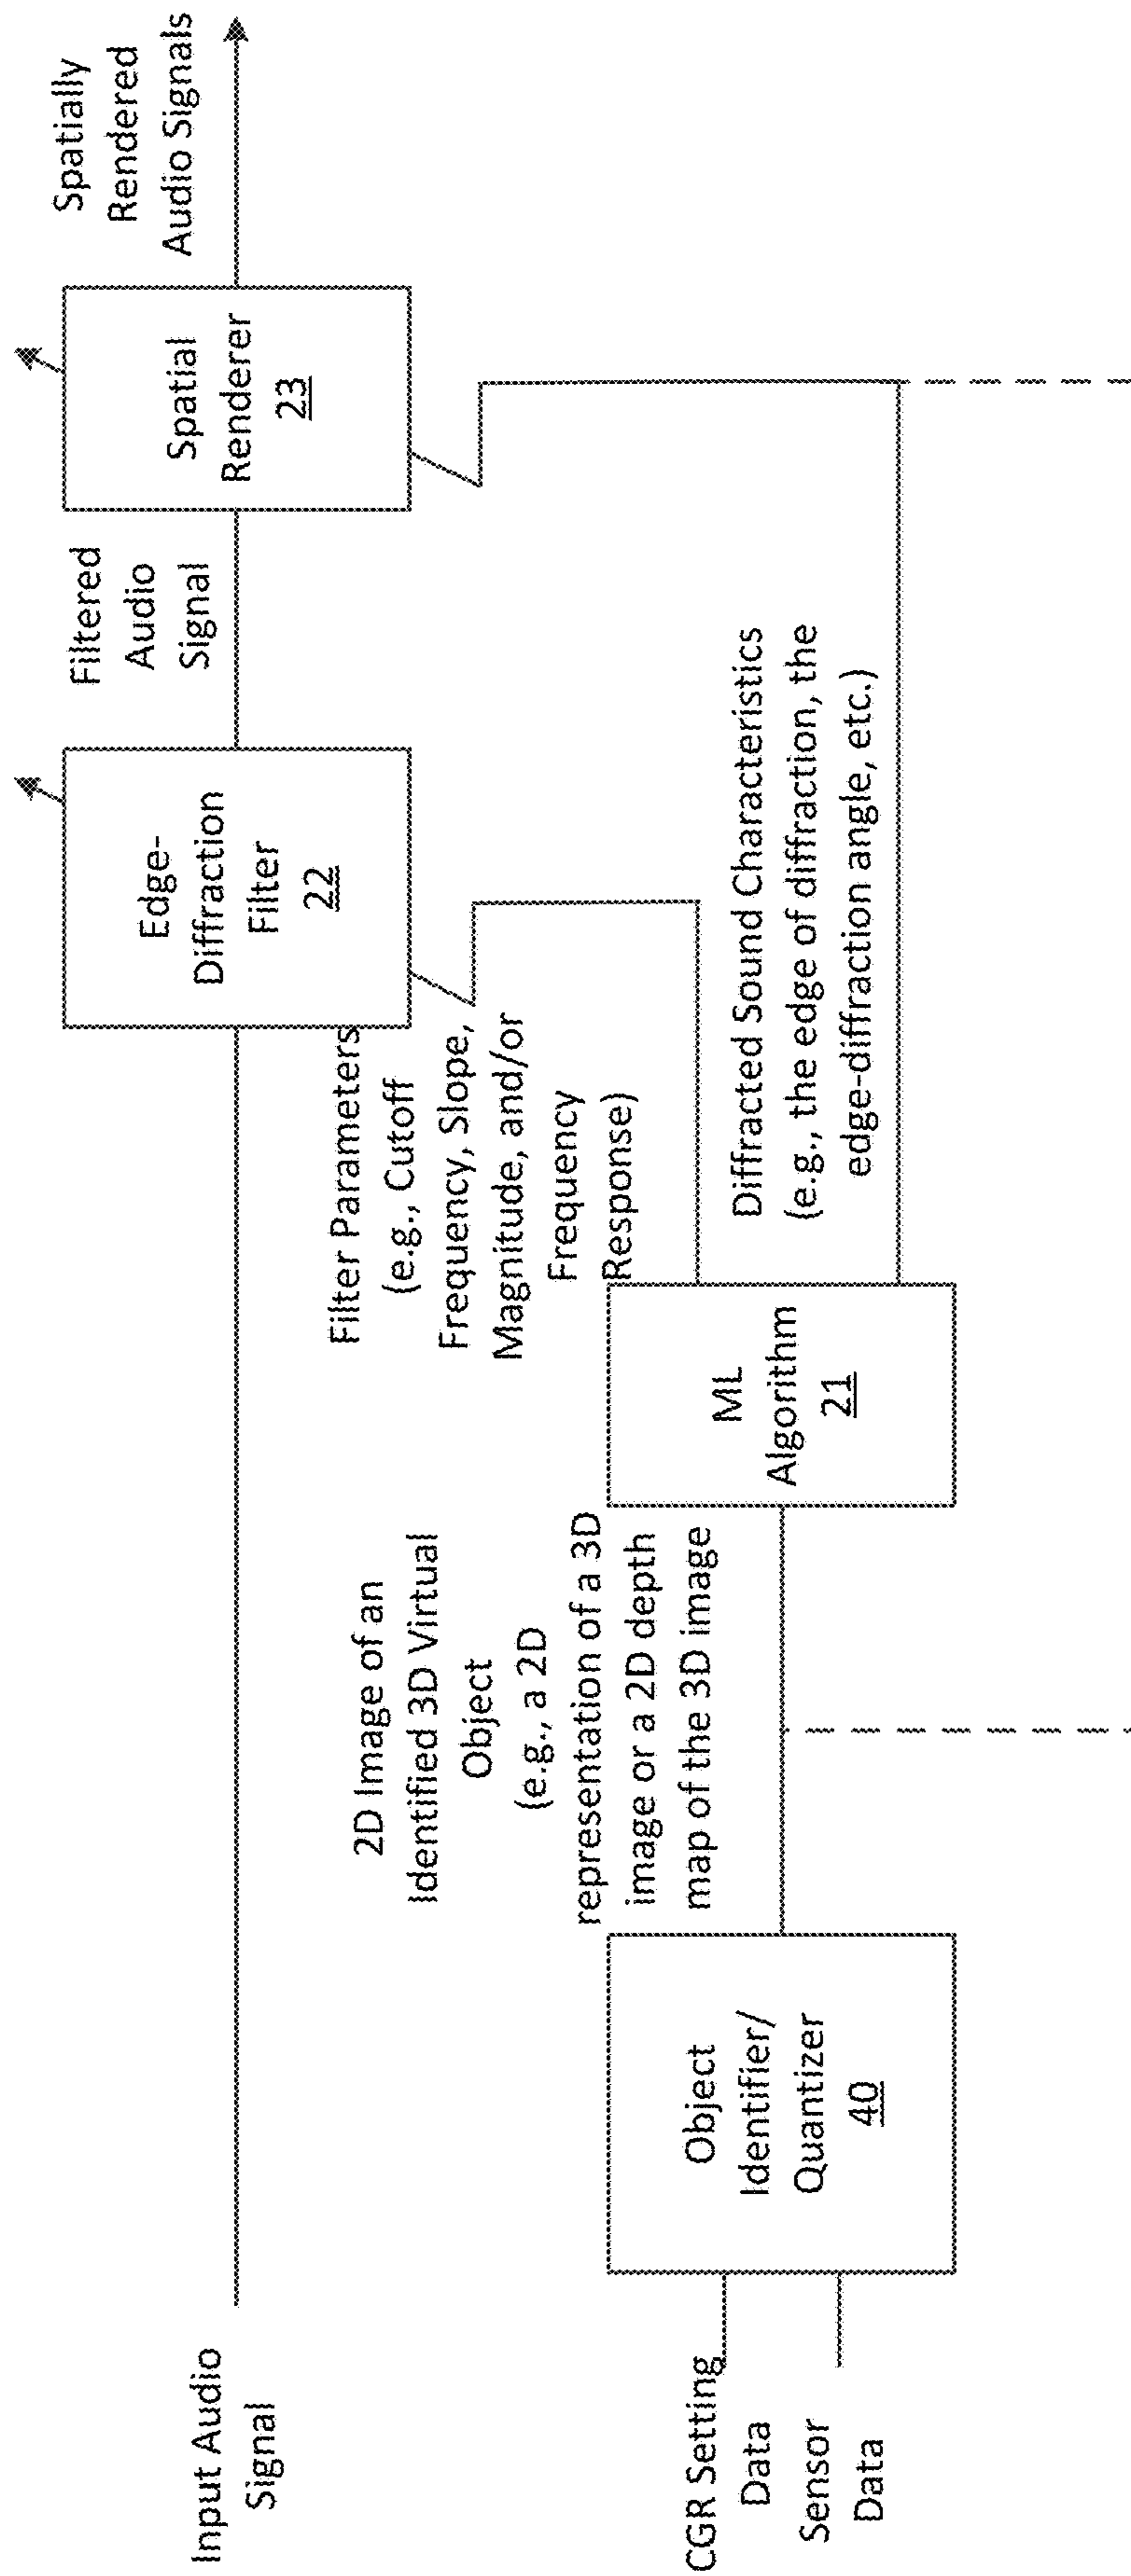 Input Audio
Signal
Edge-
Diffraction
Filter
22
Filtered
Audio
Signal
Spatial
Renderer
23
Spatially
Rendered
Audio Signals
CGR Setting
Data
Sensor
Data
Object
Identifier/
Quantizer
40
2D Image of an
Identified 3D Virtual
Object
(e.g., a 2D
representation of a 3D
image or a 2D depth
map of the 3D image
ML
Algorithm
21
Filter Parameters
(e.g., Cutoff
Frequency, Slope,
Magnitude, and/or
Frequency
Response)
Diffracted Sound Characteristics
(e.g., the edge of diffraction, the
edge-diffraction angle, etc.)